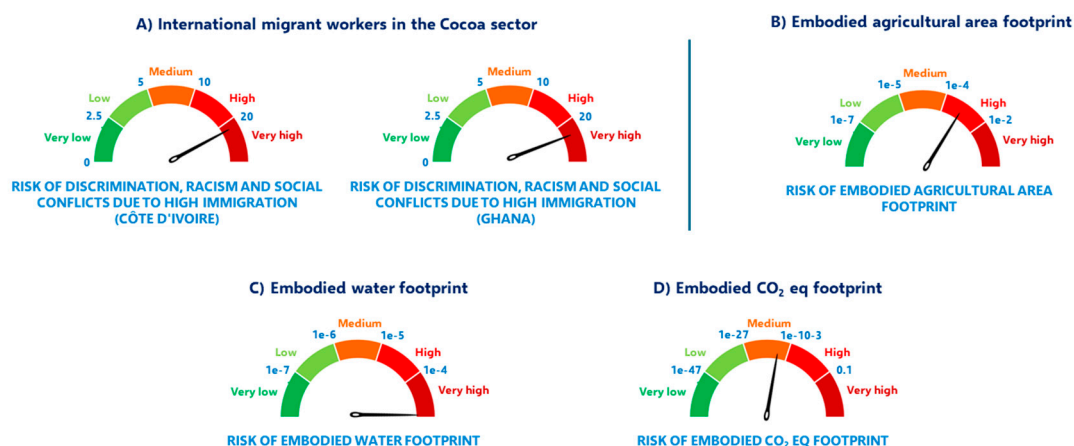 A) International migrant workers in the Cocoa sector
B) Embodied agricultural area footprint
Medium
5
10
Low
High
2.5
20
Very low
Very high
0
RISK OF DISCRIMINATION, RACISM AND SOCIAL
CONFLICTS DUE TO HIGH IMMIGRATION
(CÔTE D'IVOIRE)
Medium
5
10
Low
High
2.5
20
Very low
Very high
0
RISK OF DISCRIMINATION, RACISM AND SOCIAL
CONFLICTS DUE TO HIGH IMMIGRATION
(GHANA)
Medium
1e-5
1e-4
Low
High
1e-7
1e-2
Very low
Very high
RISK OF EMBODIED AGRICULTURAL AREA
FOOTPRINT
C) Embodied water footprint
Medium
1e-6
1e-5
Low
High
1e-7
1e-4
Very low
Very high
RISK OF EMBODIED WATER FOOTPRINT
D) Embodied CO₂ eq footprint
Medium
1e-27
1e-10-3
Low
High
1e-47
0.1
Very low
Very high
RISK OF EMBODIED CO₂ EQ FOOTPRINT